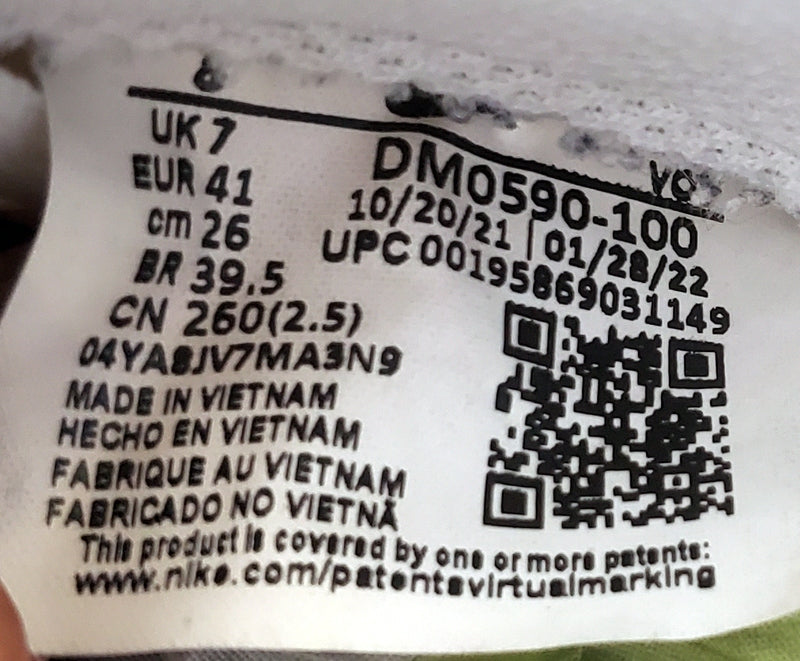 8
UK 7
EUR 41
cm 26
BR 39.5
CN 260(2.5)
DM0590-100
10/20/21 | 01/28/22
UPC 00195869031149
04YA8JV7MA3N9
MADE IN VIETNAM
HECHO EN VIETNAM
FABRIQUE AU VIETNAM
FABRICADO NO VIETNÃ
This product is covered by one or more patents:
www.nike.com/patentsvirtualmarking